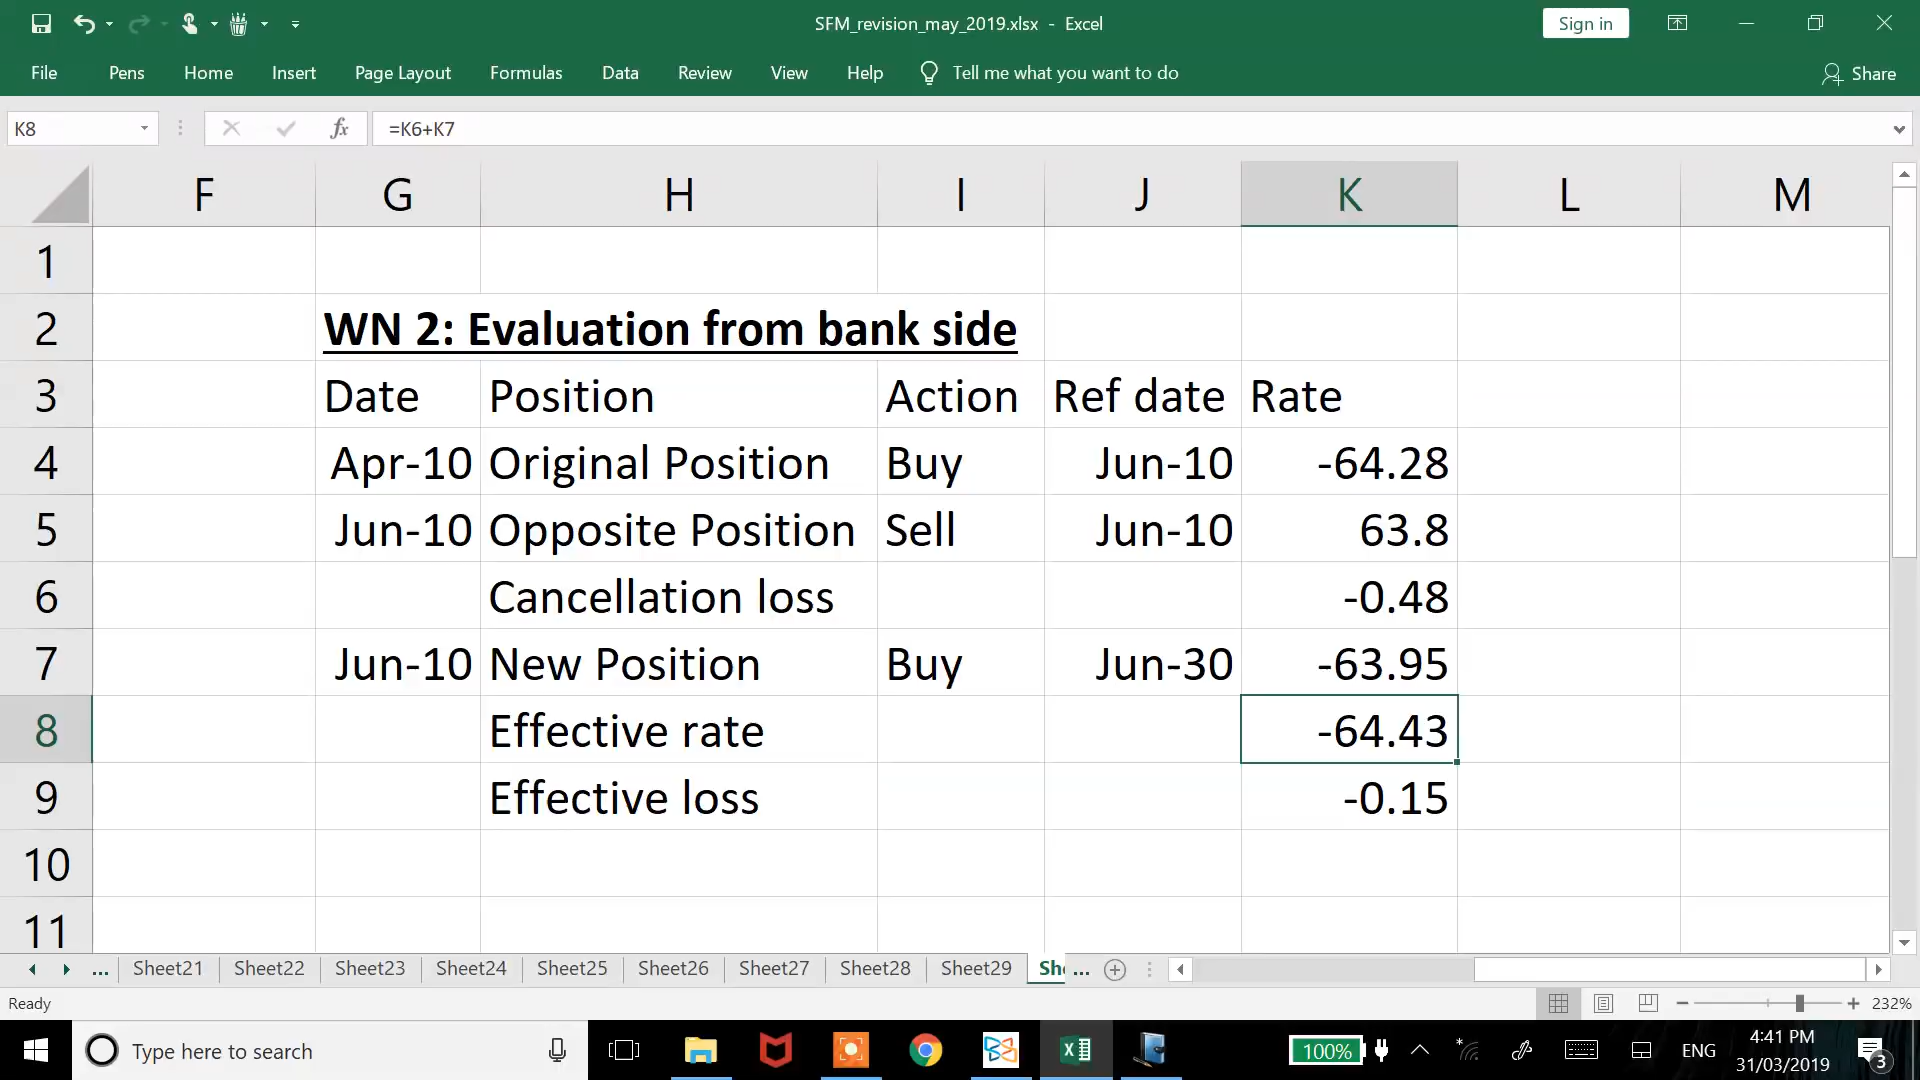 SFM_revision_may_2019.xlsx - Excel
Sign in
File Pens Home Insert Page Layout Formulas Data Review View Help Tell me what you want to do Share
K8 fx =K6+K7
F G H I J K L M
1
2 WN 2: Evaluation from bank side
3 Date Position Action Ref date Rate
4 Apr-10 Original Position Buy Jun-10 -64.28
5 Jun-10 Opposite Position Sell Jun-10 63.8
6 Cancellation loss -0.48
7 Jun-10 New Position Buy Jun-30 -63.95
8 Effective rate -64.43
9 Effective loss -0.15
10
11
... Sheet21 Sheet22 Sheet23 Sheet24 Sheet25 Sheet26 Sheet27 Sheet28 Sheet29 She ...
Ready 232%
Type here to search 100% ENG 4:41 PM
31/03/2019 3